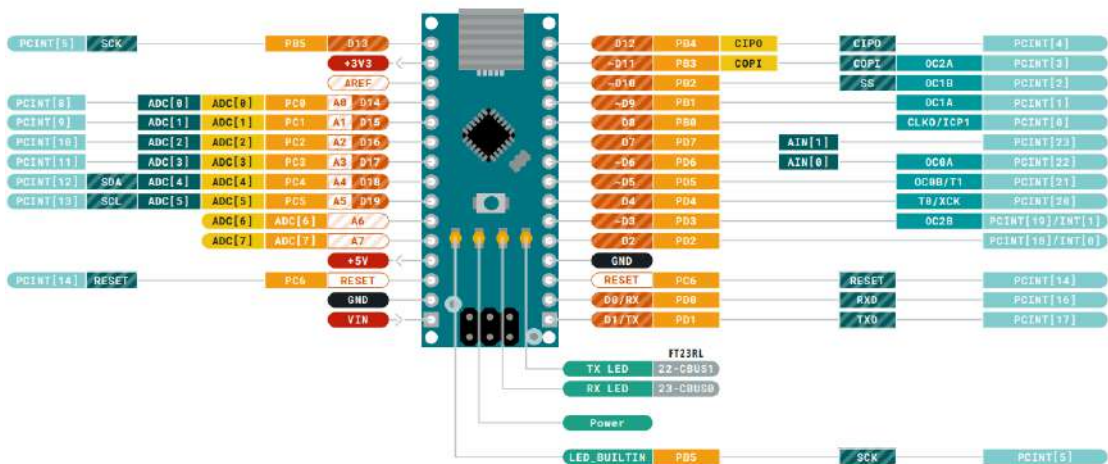 PCINT[5] SCK PB5 D13 D12 PB4 CIPO CIPO PCINT[4]
+3V3 ~D11 PB3 COPI COPI OC2A PCINT[3]
AREF ~D10 PB2 SS OC1B PCINT[2]
PCINT[8] ADC[0] ADC[0] PC0 A0 D14 ~D9 PB1 OC1A PCINT[1]
PCINT[9] ADC[1] ADC[1] PC1 A1 D15 D8 PB0 CLKO/ICP1 PCINT[0]
PCINT[10] ADC[2] ADC[2] PC2 A2 D16 D7 PD7 AIN[1] PCINT[23]
PCINT[11] ADC[3] ADC[3] PC3 A3 D17 ~D6 PD6 AIN[0] OC0A PCINT[22]
PCINT[12] SDA ADC[4] ADC[4] PC4 A4 D18 ~D5 PD5 OC0B/T1 PCINT[21]
PCINT[13] SCL ADC[5] ADC[5] PC5 A5 D19 D4 PD4 T0/XCK PCINT[20]
ADC[6] ADC[6] A6 ~D3 PD3 OC2B PCINT[19]/INT[1]
ADC[7] ADC[7] A7 D2 PD2 PCINT[18]/INT[0]
+5V GND
PCINT[14] RESET PC6 RESET RESET PC6 RESET PCINT[14]
GND D0/RX PD0 RXD PCINT[16]
VIN D1/TX PD1 TXD PCINT[17]
FT23RL
TX LED 22-CBUS1
RX LED 23-CBUS0
Power
LED_BUILTIN PB5 SCK PCINT[5]